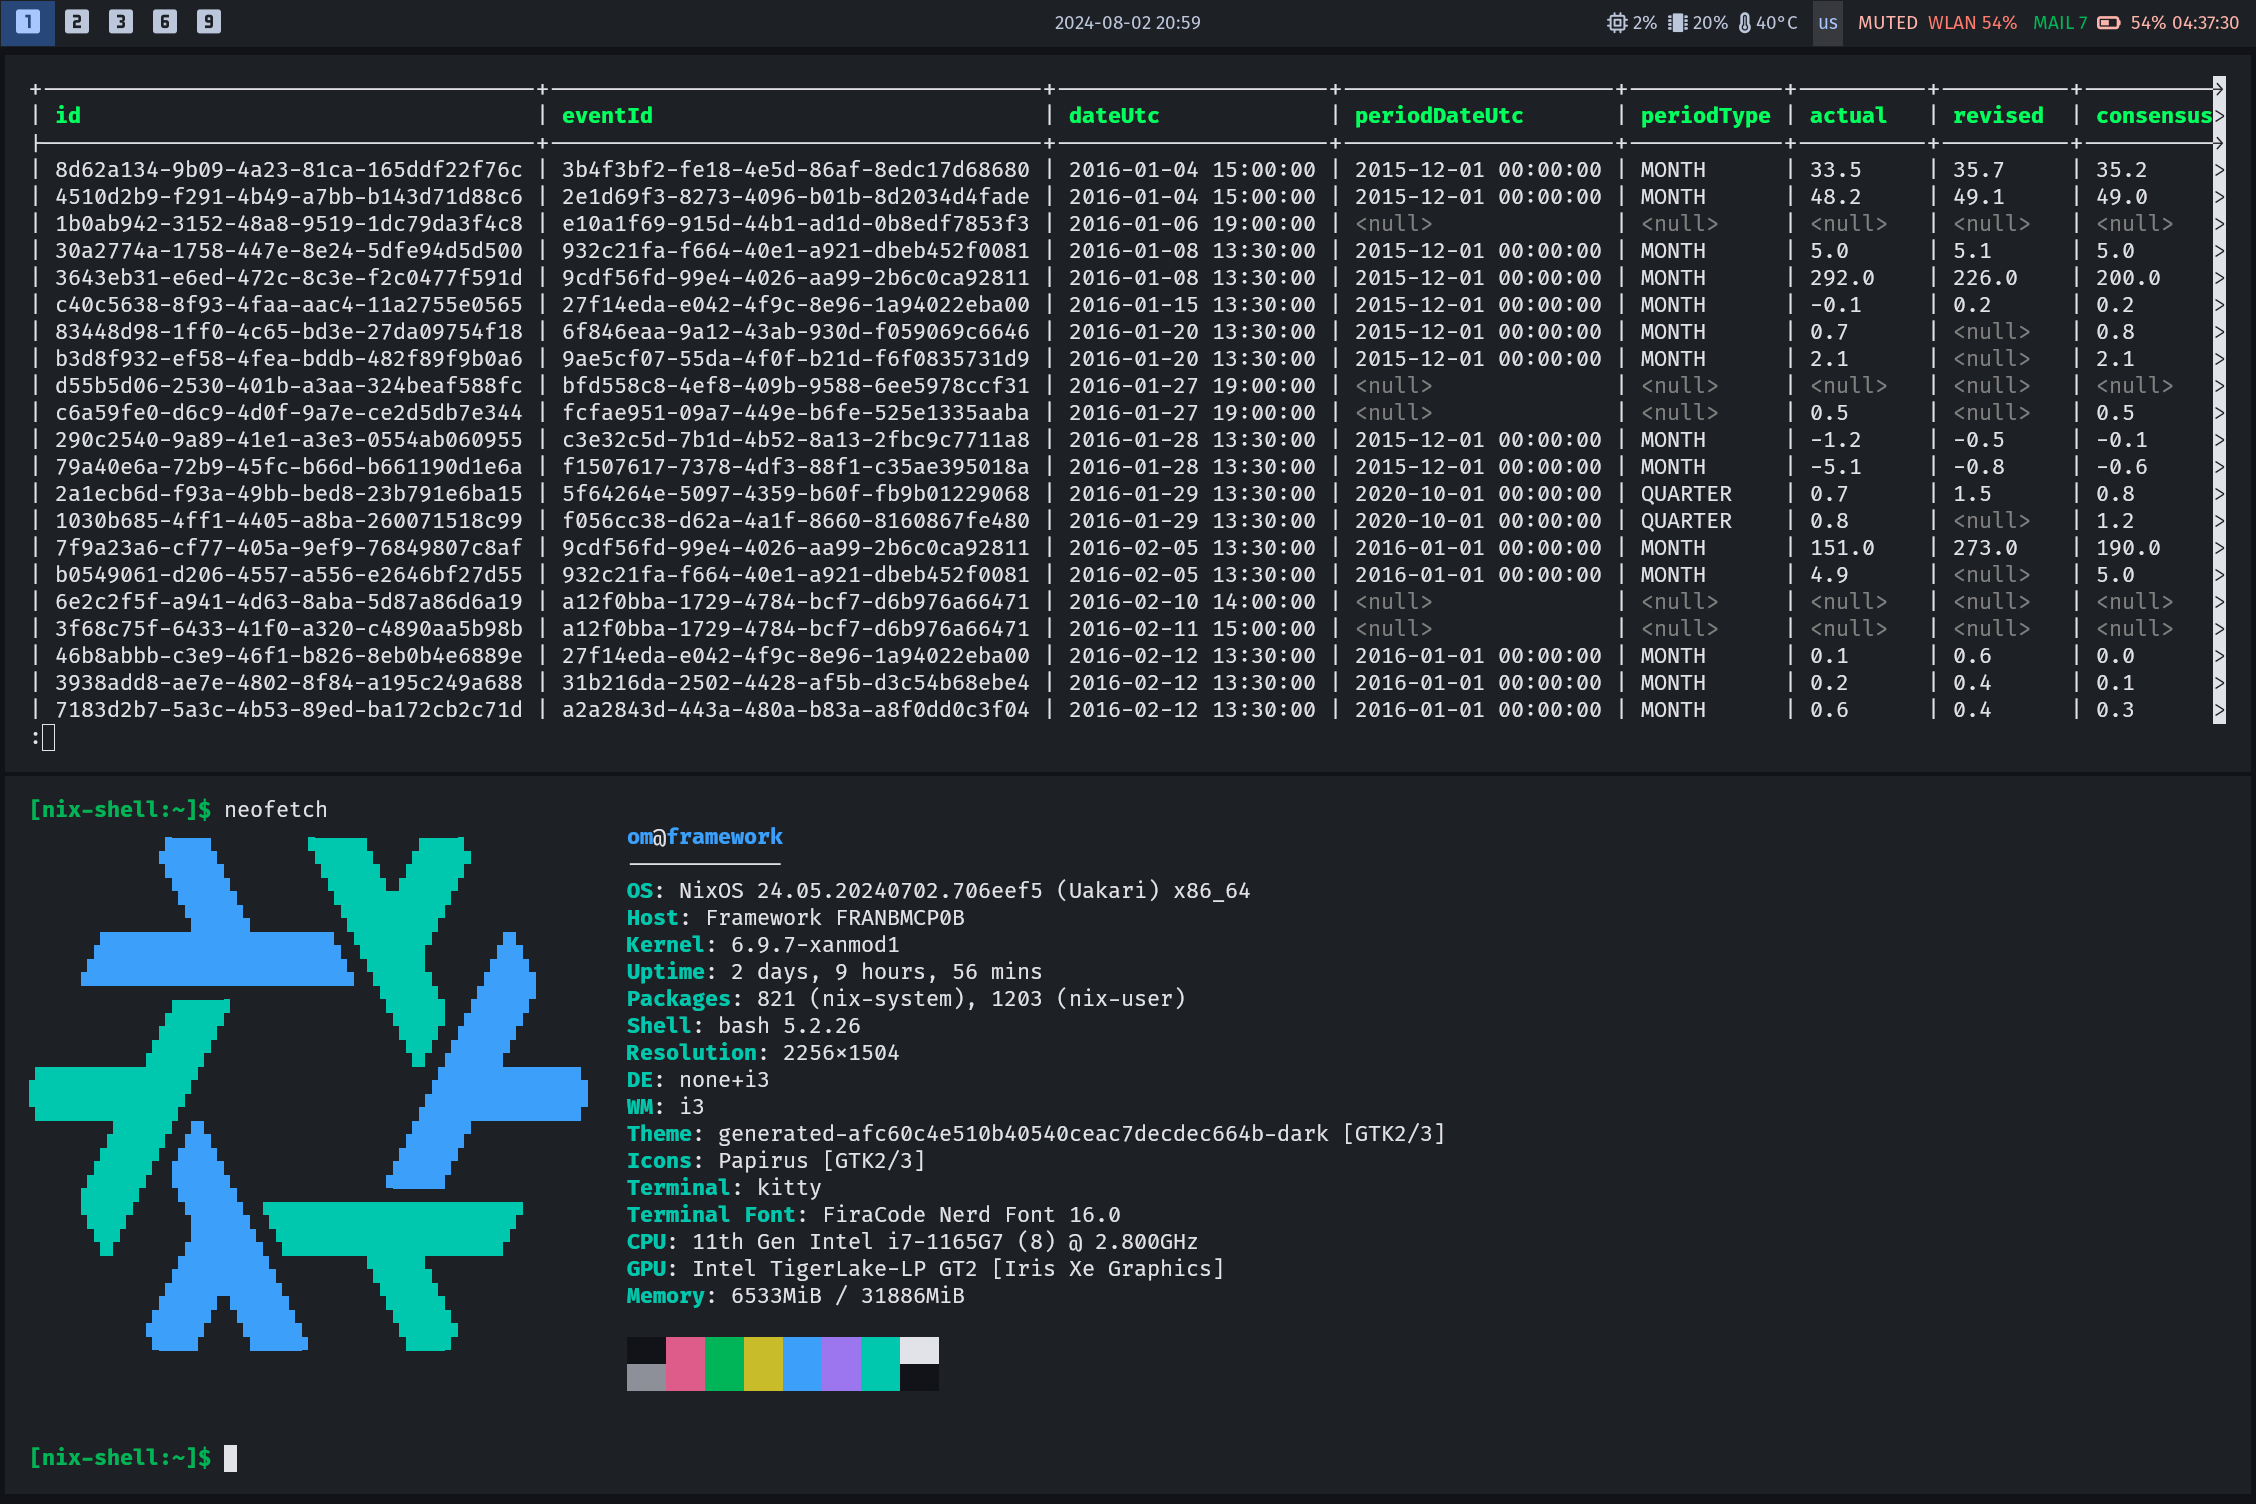 1 2 3 6 9 2024-08-02 20:59 2% 20% 40°C us MUTED WLAN 54% MAIL 7 54% 04:37:30
| id | eventId | dateUtc | periodDateUtc | periodType | actual | revised | consensus>
| 8d62a134-9b09-4a23-81ca-165ddf22f76c | 3b4f3bf2-fe18-4e5d-86af-8edc17d68680 | 2016-01-04 15:00:00 | 2015-12-01 00:00:00 | MONTH | 33.5 | 35.7 | 35.2 >
| 4510d2b9-f291-4b49-a7bb-b143d71d88c6 | 2e1d69f3-8273-4096-b01b-8d2034d4fade | 2016-01-04 15:00:00 | 2015-12-01 00:00:00 | MONTH | 48.2 | 49.1 | 49.0 >
| 1b0ab942-3152-48a8-9519-1dc79da3f4c8 | e10a1f69-915d-44b1-ad1d-0b8edf7853f3 | 2016-01-06 19:00:00 | <null> | <null> | <null> | <null> | <null> >
| 30a2774a-1758-447e-8e24-5dfe94d5d500 | 932c21fa-f664-40e1-a921-dbeb452f0081 | 2016-01-08 13:30:00 | 2015-12-01 00:00:00 | MONTH | 5.0 | 5.1 | 5.0 >
| 3643eb31-e6ed-472c-8c3e-f2c0477f591d | 9cdf56fd-99e4-4026-aa99-2b6c0ca92811 | 2016-01-08 13:30:00 | 2015-12-01 00:00:00 | MONTH | 292.0 | 226.0 | 200.0 >
| c40c5638-8f93-4faa-aac4-11a2755e0565 | 27f14eda-e042-4f9c-8e96-1a94022eba00 | 2016-01-15 13:30:00 | 2015-12-01 00:00:00 | MONTH | -0.1 | 0.2 | 0.2 >
| 83448d98-1ff0-4c65-bd3e-27da09754f18 | 6f846eaa-9a12-43ab-930d-f059069c6646 | 2016-01-20 13:30:00 | 2015-12-01 00:00:00 | MONTH | 0.7 | <null> | 0.8 >
| b3d8f932-ef58-4fea-bddb-482f89f9b0a6 | 9ae5cf07-55da-4f0f-b21d-f6f0835731d9 | 2016-01-20 13:30:00 | 2015-12-01 00:00:00 | MONTH | 2.1 | <null> | 2.1 >
| d55b5d06-2530-401b-a3aa-324beaf588fc | bfd558c8-4ef8-409b-9588-6ee5978ccf31 | 2016-01-27 19:00:00 | <null> | <null> | <null> | <null> | <null> >
| c6a59fe0-d6c9-4d0f-9a7e-ce2d5db7e344 | fcfae951-09a7-449e-b6fe-525e1335aaba | 2016-01-27 19:00:00 | <null> | <null> | 0.5 | <null> | 0.5 >
| 290c2540-9a89-41e1-a3e3-0554ab060955 | c3e32c5d-7b1d-4b52-8a13-2fbc9c7711a8 | 2016-01-28 13:30:00 | 2015-12-01 00:00:00 | MONTH | -1.2 | -0.5 | -0.1 >
| 79a40e6a-72b9-45fc-b66d-b661190d1e6a | f1507617-7378-4df3-88f1-c35ae395018a | 2016-01-28 13:30:00 | 2015-12-01 00:00:00 | MONTH | -5.1 | -0.8 | -0.6 >
| 2a1ecb6d-f93a-49bb-bed8-23b791e6ba15 | 5f64264e-5097-4359-b60f-fb9b01229068 | 2016-01-29 13:30:00 | 2020-10-01 00:00:00 | QUARTER | 0.7 | 1.5 | 0.8 >
| 1030b685-4ff1-4405-a8ba-260071518c99 | f056cc38-d62a-4a1f-8660-8160867fe480 | 2016-01-29 13:30:00 | 2020-10-01 00:00:00 | QUARTER | 0.8 | <null> | 1.2 >
| 7f9a23a6-cf77-405a-9ef9-76849807c8af | 9cdf56fd-99e4-4026-aa99-2b6c0ca92811 | 2016-02-05 13:30:00 | 2016-01-01 00:00:00 | MONTH | 151.0 | 273.0 | 190.0 >
| b0549061-d206-4557-a556-e2646bf27d55 | 932c21fa-f664-40e1-a921-dbeb452f0081 | 2016-02-05 13:30:00 | 2016-01-01 00:00:00 | MONTH | 4.9 | <null> | 5.0 >
| 6e2c2f5f-a941-4d63-8aba-5d87a86d6a19 | a12f0bba-1729-4784-bcf7-d6b976a66471 | 2016-02-10 14:00:00 | <null> | <null> | <null> | <null> | <null> >
| 3f68c75f-6433-41f0-a320-c4890aa5b98b | a12f0bba-1729-4784-bcf7-d6b976a66471 | 2016-02-11 15:00:00 | <null> | <null> | <null> | <null> | <null> >
| 46b8abbb-c3e9-46f1-b826-8eb0b4e6889e | 27f14eda-e042-4f9c-8e96-1a94022eba00 | 2016-02-12 13:30:00 | 2016-01-01 00:00:00 | MONTH | 0.1 | 0.6 | 0.0 >
| 3938add8-ae7e-4802-8f84-a195c249a688 | 31b216da-2502-4428-af5b-d3c54b68ebe4 | 2016-02-12 13:30:00 | 2016-01-01 00:00:00 | MONTH | 0.2 | 0.4 | 0.1 >
| 7183d2b7-5a3c-4b53-89ed-ba172cb2c71d | a2a2843d-443a-480a-b83a-a8f0dd0c3f04 | 2016-02-12 13:30:00 | 2016-01-01 00:00:00 | MONTH | 0.6 | 0.4 | 0.3 >
:
[nix-shell:~]$ neofetch
om@framework
OS: NixOS 24.05.20240702.706eef5 (Uakari) x86_64
Host: Framework FRANBMCP0B
Kernel: 6.9.7-xanmod1
Uptime: 2 days, 9 hours, 56 mins
Packages: 821 (nix-system), 1203 (nix-user)
Shell: bash 5.2.26
Resolution: 2256×1504
DE: none+i3
WM: i3
Theme: generated-afc60c4e510b40540ceac7decdec664b-dark [GTK2/3]
Icons: Papirus [GTK2/3]
Terminal: kitty
Terminal Font: FiraCode Nerd Font 16.0
CPU: 11th Gen Intel i7-1165G7 (8) @ 2.800GHz
GPU: Intel TigerLake-LP GT2 [Iris Xe Graphics]
Memory: 6533MiB / 31886MiB
[nix-shell:~]$